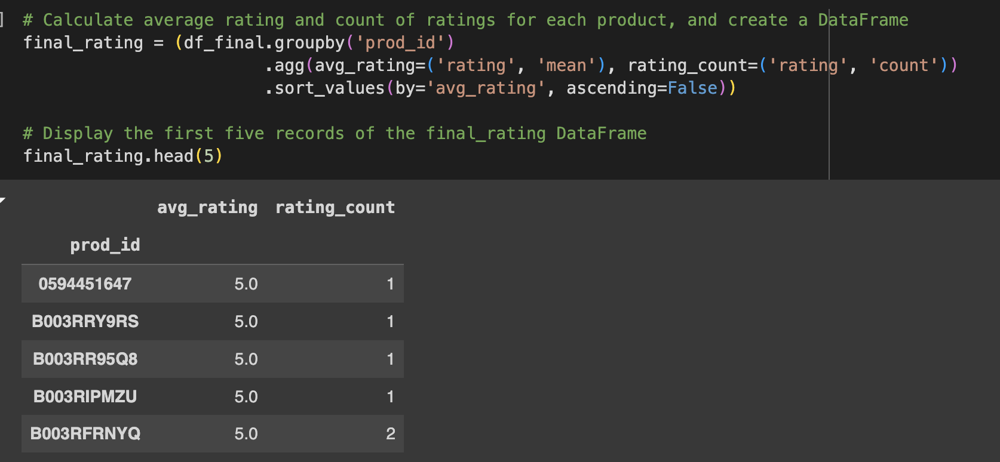 ]
# Calculate average rating and count of ratings for each product, and create a DataFrame
final_rating = (df_final.groupby('prod_id')
.agg(avg_rating=('rating', 'mean'), rating_count=('rating', 'count'))
.sort_values(by='avg_rating', ascending=False))
# Display the first five records of the final_rating DataFrame
final_rating.head(5)
avg_rating rating_count
prod_id
0594451647 5.0 1
B003RRY9RS 5.0 1
B003RR95Q8 5.0 1
B003RIPMZU 5.0 1
B003RFRNYQ 5.0 2